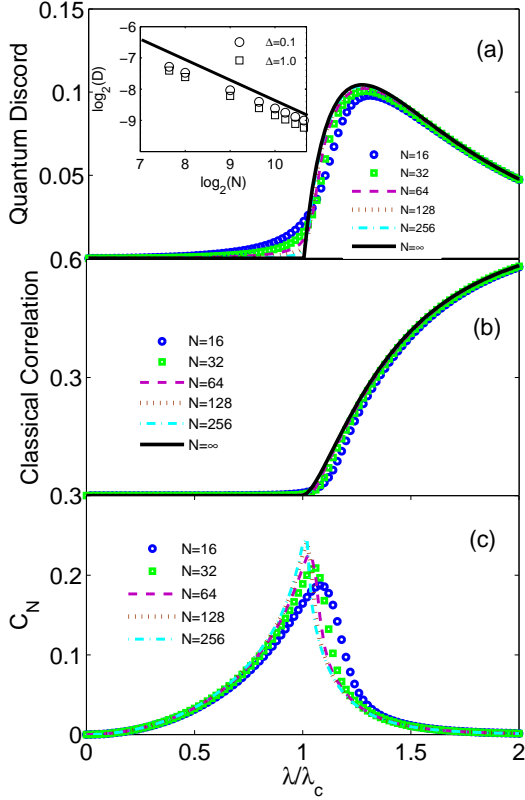 (a)
Quantum Discord
0.15
0.1
0.05
log2(D)
−6
−7
−8
−9
7 8 9 10
log2(N)
Δ=0.1
Δ=1.0
N=16
N=32
N=64
N=128
N=256
N=∞
(b)
Classical Correlation
0.6
0.3
N=16
N=32
N=64
N=128
N=256
N=∞
(c)
C_N
0.3
0.2
0.1
0
N=16
N=32
N=64
N=128
N=256
0 0.5 1 1.5 2
λ/λ_c